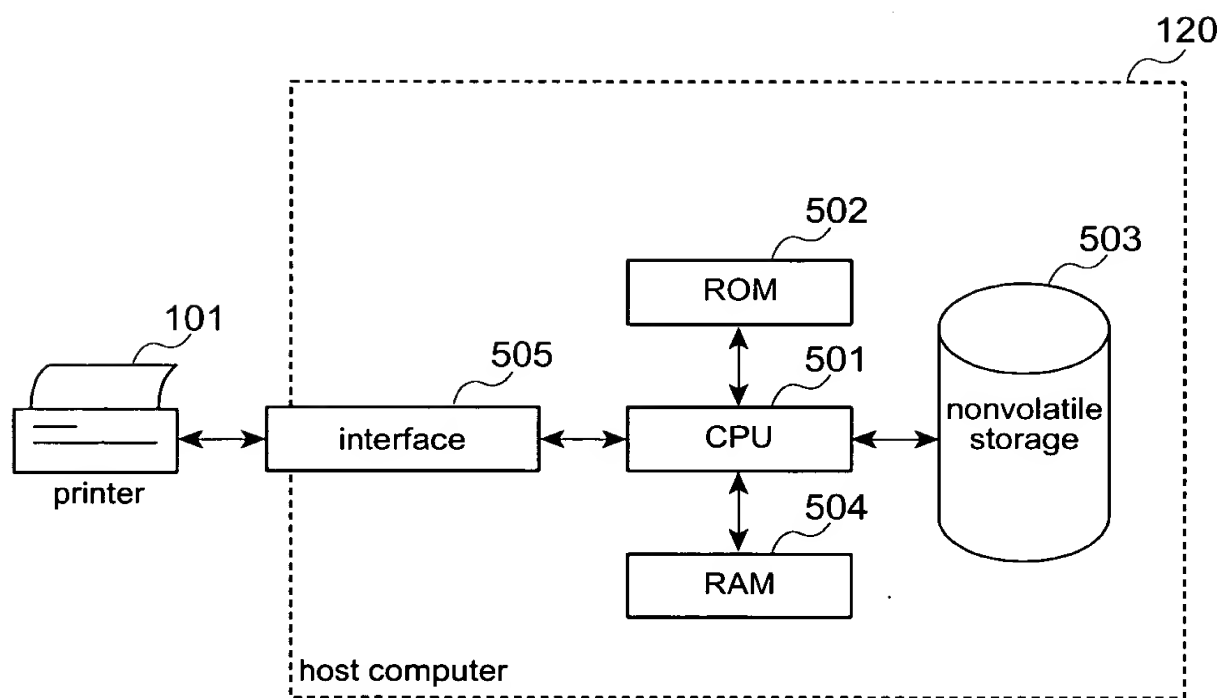 120
502
ROM
503
101
505
501
interface
CPU
nonvolatile
storage
printer
504
RAM
host computer